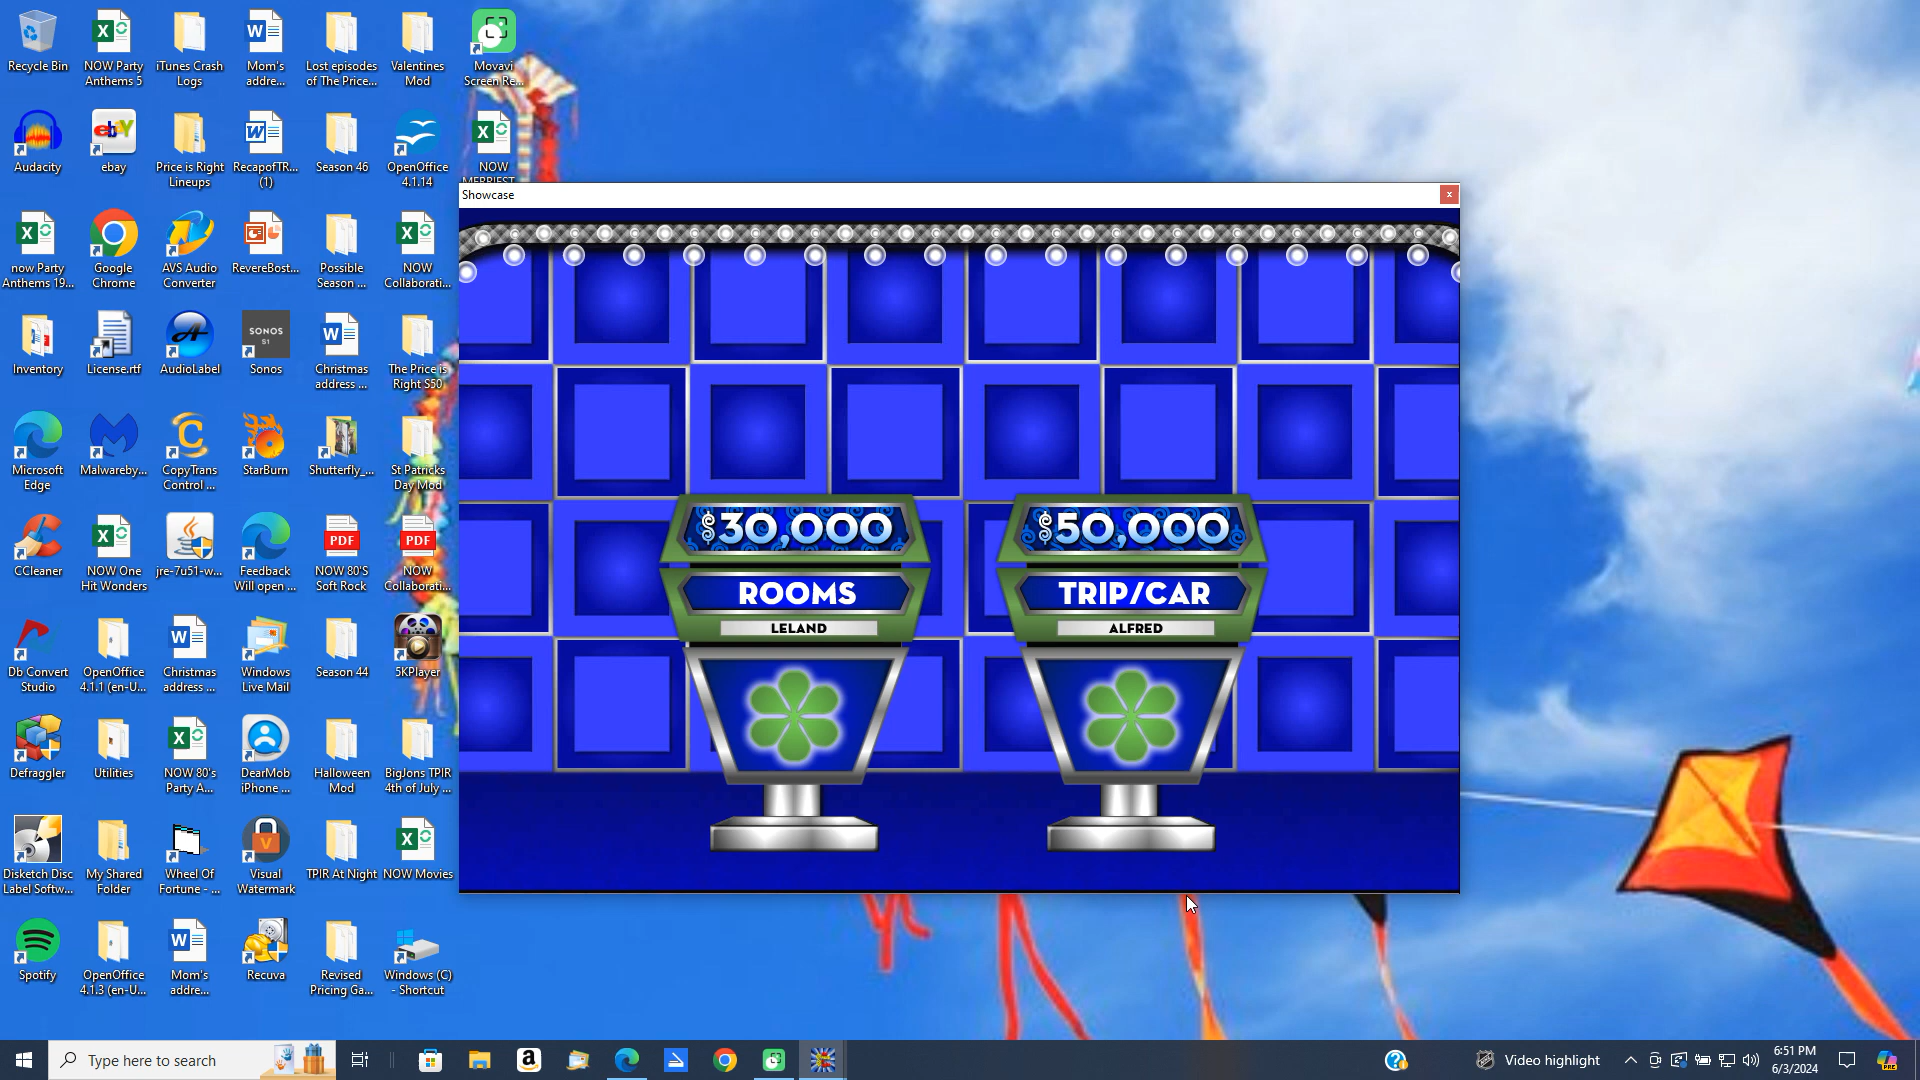 Recycle Bin
NOW Party
Anthems 5
iTunes Crash
Logs
Mom's
addre...
Lost episodes
of The Price...
Valentines
Mod
Movavi
Screen Re...
Audacity
ebay
ebay
Price is Right
Lineups
RecapofTR...
(1)
Season 46
OpenOffice
4.1.14
NOW
MERRIEST
Showcase
now Party
Anthems 19...
Google
Chrome
AVS Audio
Converter
RevereBost...
Possible
Season ...
NOW
Collaborati...
Inventory
License.rtf
AudioLabel
SONOS
S1
Sonos
Christmas
address ...
The Price is
Right S50
Microsoft
Edge
Malwareby...
CopyTrans
Control ...
StarBurn
Shutterfly_...
St Patricks
Day Mod
CCleaner
NOW One
Hit Wonders
jre-7u51-w...
Feedback
Will open ...
PDF
NOW 80'S
Soft Rock
PDF
NOW
Collaborati...
$30,000
$50,000
ROOMS
TRIP/CAR
LELAND
ALFRED
Db Convert
Studio
OpenOffice
4.1.1 (en-U...
Christmas
address ...
Windows
Live Mail
Season 44
5KPlayer
Defraggler
Utilities
NOW 80's
Party A...
DearMob
iPhone ...
Halloween
Mod
BigJons TPIR
4th of July ...
Disketch Disc
Label Softw...
My Shared
Folder
Wheel Of
Fortune - ...
Visual
Watermark
TPIR At Night
NOW Movies
Spotify
OpenOffice
4.1.3 (en-U...
Mom's
addre...
Recuva
Revised
Pricing Ga...
Windows (C)
- Shortcut
Type here to search
Video highlight
6:51 PM
6/3/2024